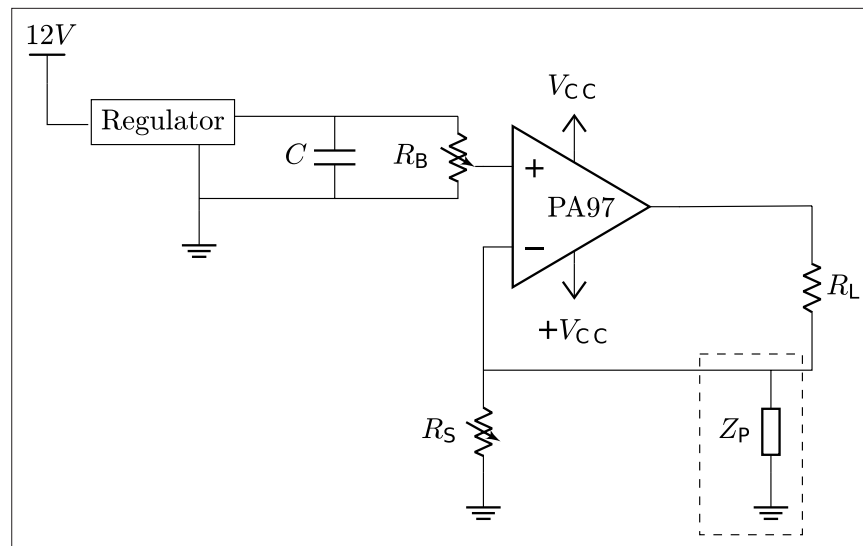 12V
Regulator
C
R_B
V_CC
+
PA97
−
+V_CC
R_L
R_S
Z_P